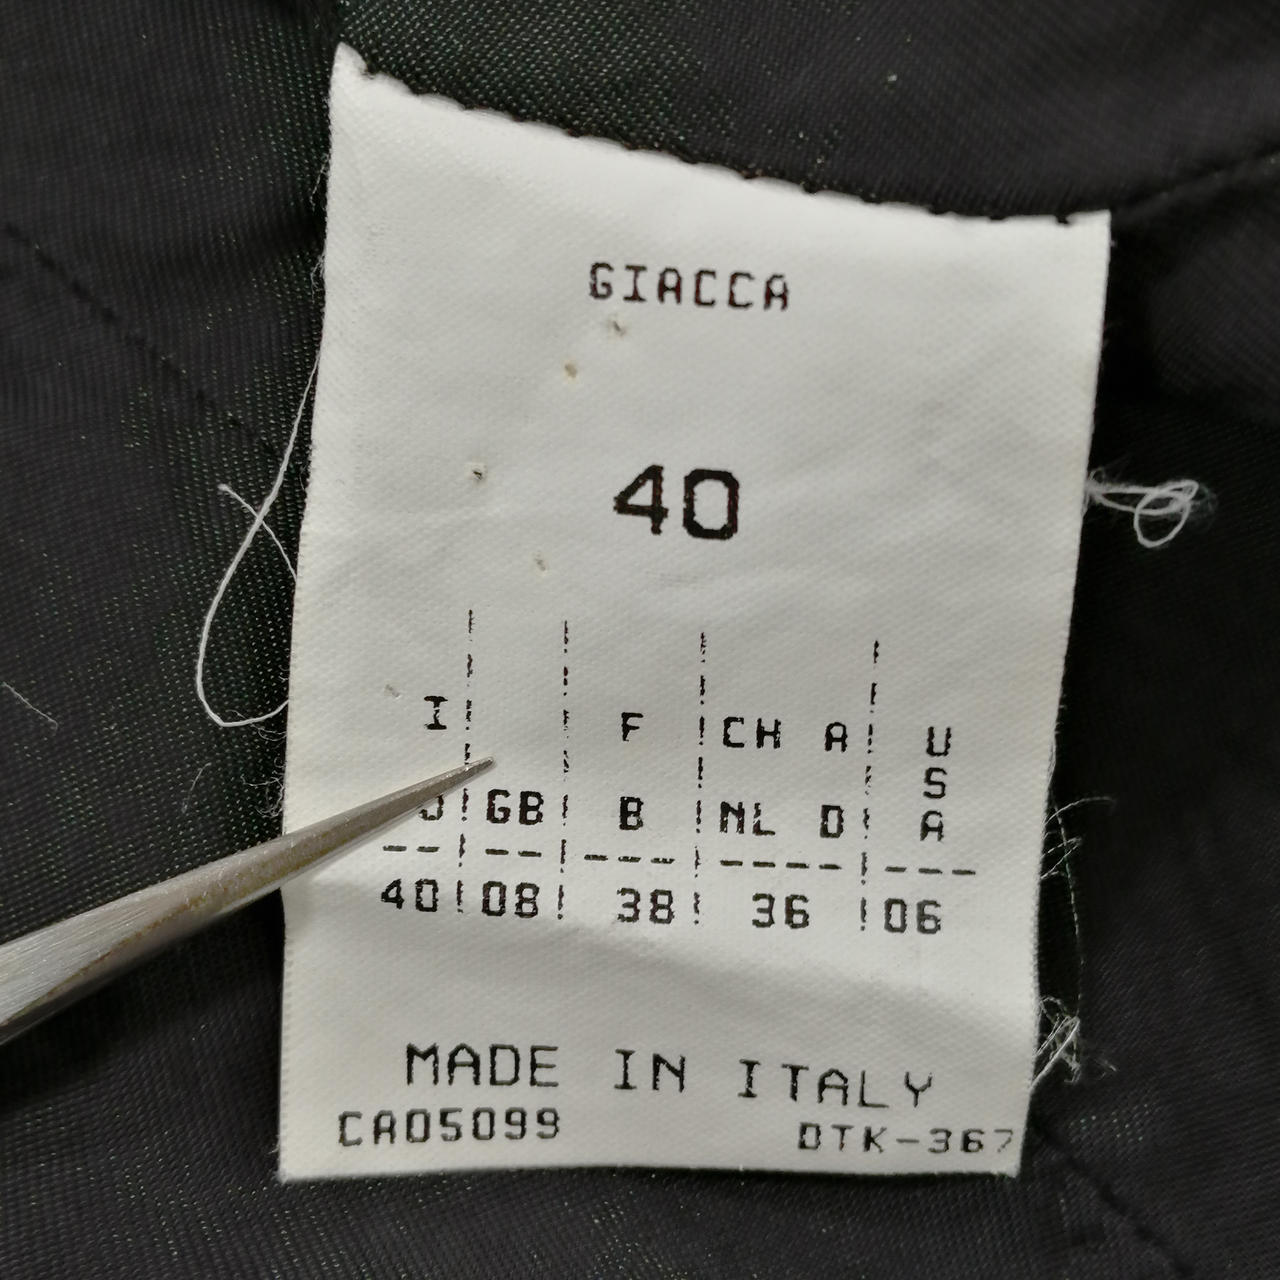 GIACCA
40
I F CH A U
S
GB B NL D A
40 08 38 36 06
MADE IN ITALY
CA05099 DTK-367